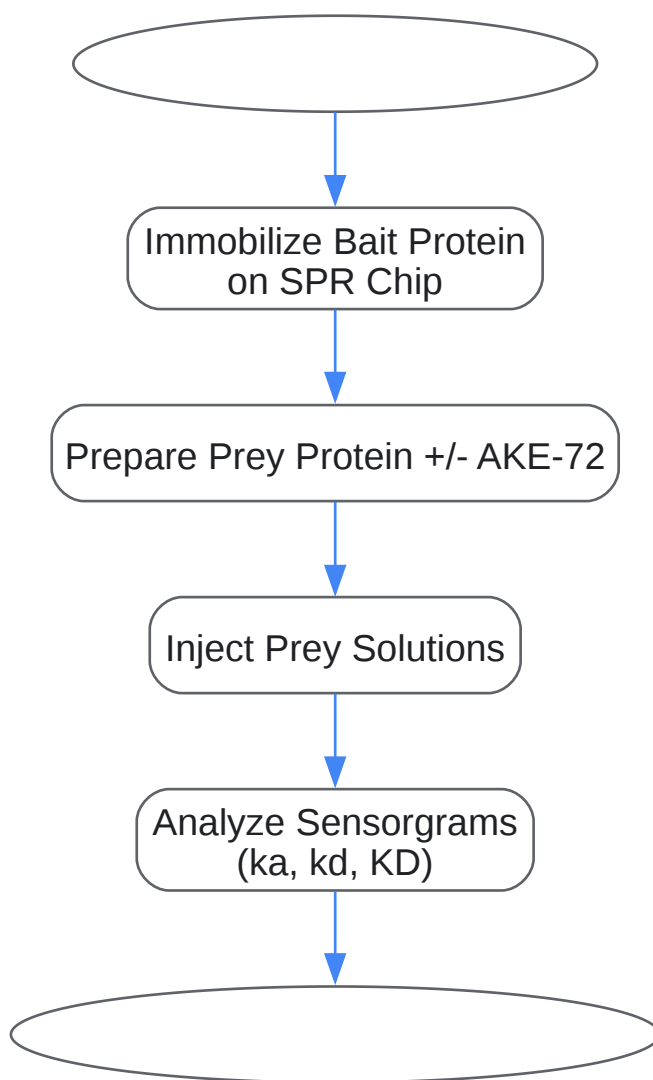 Immobilize Bait Protein
on SPR Chip
Prepare Prey Protein +/- AKE-72
Inject Prey Solutions
Analyze Sensorgrams
(ka, kd, KD)